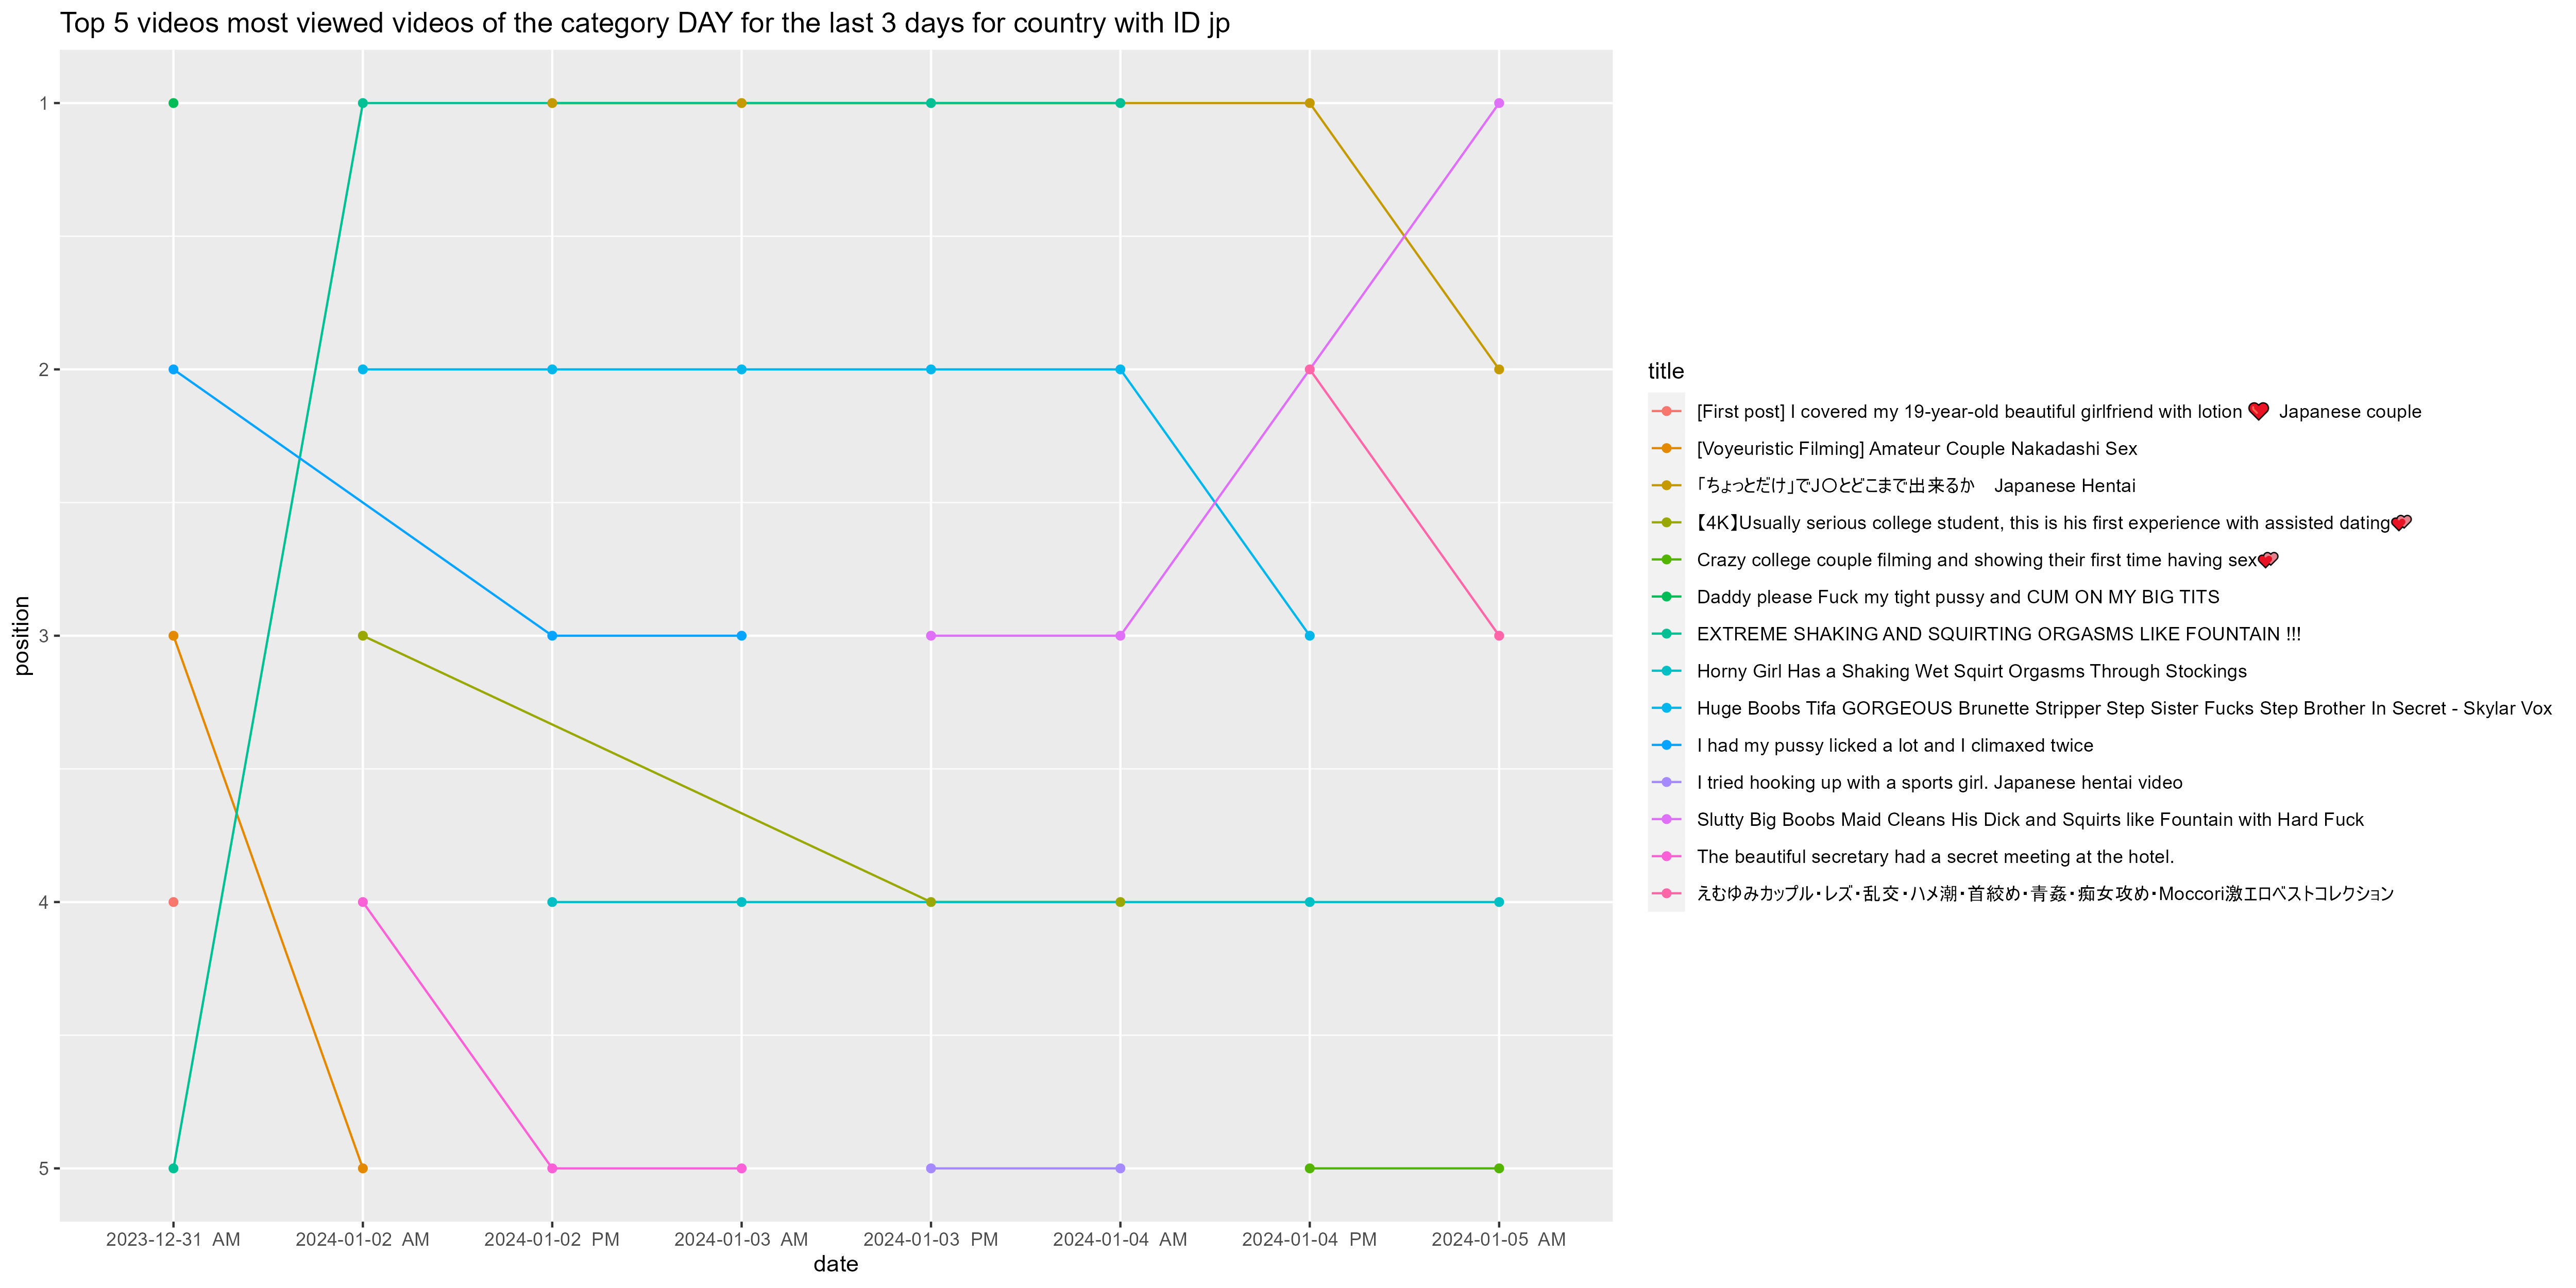 Top 5 videos most viewed videos of the category DAY for the last 3 days for country with ID jp
1
2
3
4
5
position
2023-12-31 AM
2024-01-02 AM
2024-01-02 PM
2024-01-03 AM
2024-01-03 PM
2024-01-04 AM
2024-01-04 PM
2024-01-05 AM
date
title
[First post] I covered my 19-year-old beautiful girlfriend with lotion ❤ Japanese couple
[Voyeuristic Filming] Amateur Couple Nakadashi Sex
「ちょっとだけ」でJ〇とどこまで出来るか　Japanese Hentai
【4K】Usually serious college student, this is his first experience with assisted dating💕
Crazy college couple filming and showing their first time having sex💕
Daddy please Fuck my tight pussy and CUM ON MY BIG TITS
EXTREME SHAKING AND SQUIRTING ORGASMS LIKE FOUNTAIN !!!
Horny Girl Has a Shaking Wet Squirt Orgasms Through Stockings
Huge Boobs Tifa GORGEOUS Brunette Stripper Step Sister Fucks Step Brother In Secret - Skylar Vox
I had my pussy licked a lot and I climaxed twice
I tried hooking up with a sports girl. Japanese hentai video
Slutty Big Boobs Maid Cleans His Dick and Squirts like Fountain with Hard Fuck
The beautiful secretary had a secret meeting at the hotel.
えむゆみカップル・レズ・乱交・ハメ潮・首絞め・青姦・痴女攻め・Moccori激エロベストコレクション